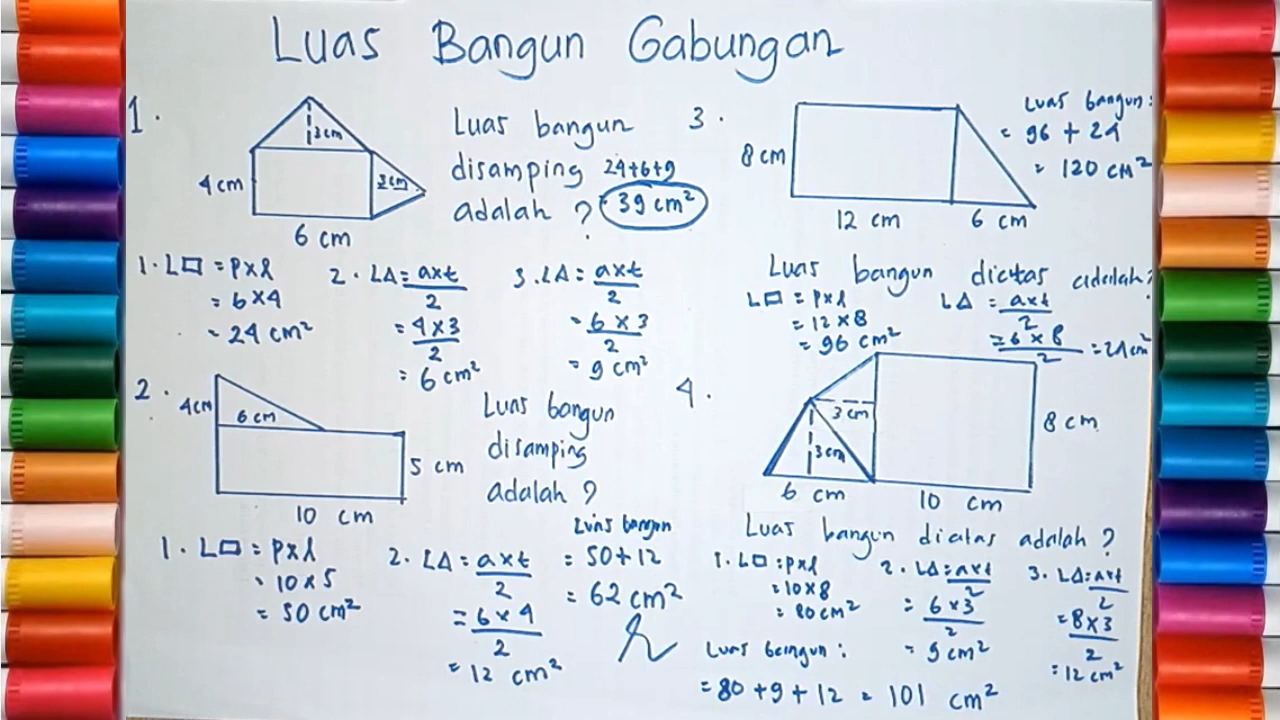 Luas Bangun Gabungan
1.
3 cm
4 cm
3 cm
6 cm
Luas bangun
disamping 24+6+9
adalah ? = 39 cm²
1. L▭ = p x l
= 6 x 4
= 24 cm²
2. L△ = a x t
2
= 4 x 3
2
= 6 cm²
3. L△ = a x t
2
= 6 x 3
2
= 9 cm²
2.
4 cm
6 cm
5 cm
10 cm
Luas bangun
disamping
adalah ?
1. L▭ = p x l
= 10 x 5
= 50 cm²
2. L△ = a x t
2
= 6 x 4
2
= 12 cm²
Luas bangun
= 50 + 12
= 62 cm²
3.
8 cm
12 cm
6 cm
Luas bangun :
= 96 + 24
= 120 cm²
Luas bangun diatas adalah ?
L▭ = p x l
= 12 x 8
= 96 cm²
L△ = a x t
2
= 6 x 8
2
= 24 cm²
4.
3 cm
3 cm
8 cm
6 cm
10 cm
Luas bangun diatas adalah ?
1. L▭ : p x l
= 10 x 8
= 80 cm²
2. L△ : a x t
2
= 6 x 3
2
= 9 cm²
3. L△ : a x t
2
= 8 x 3
2
= 12 cm²
Luas bangun :
= 80 + 9 + 12 = 101 cm²